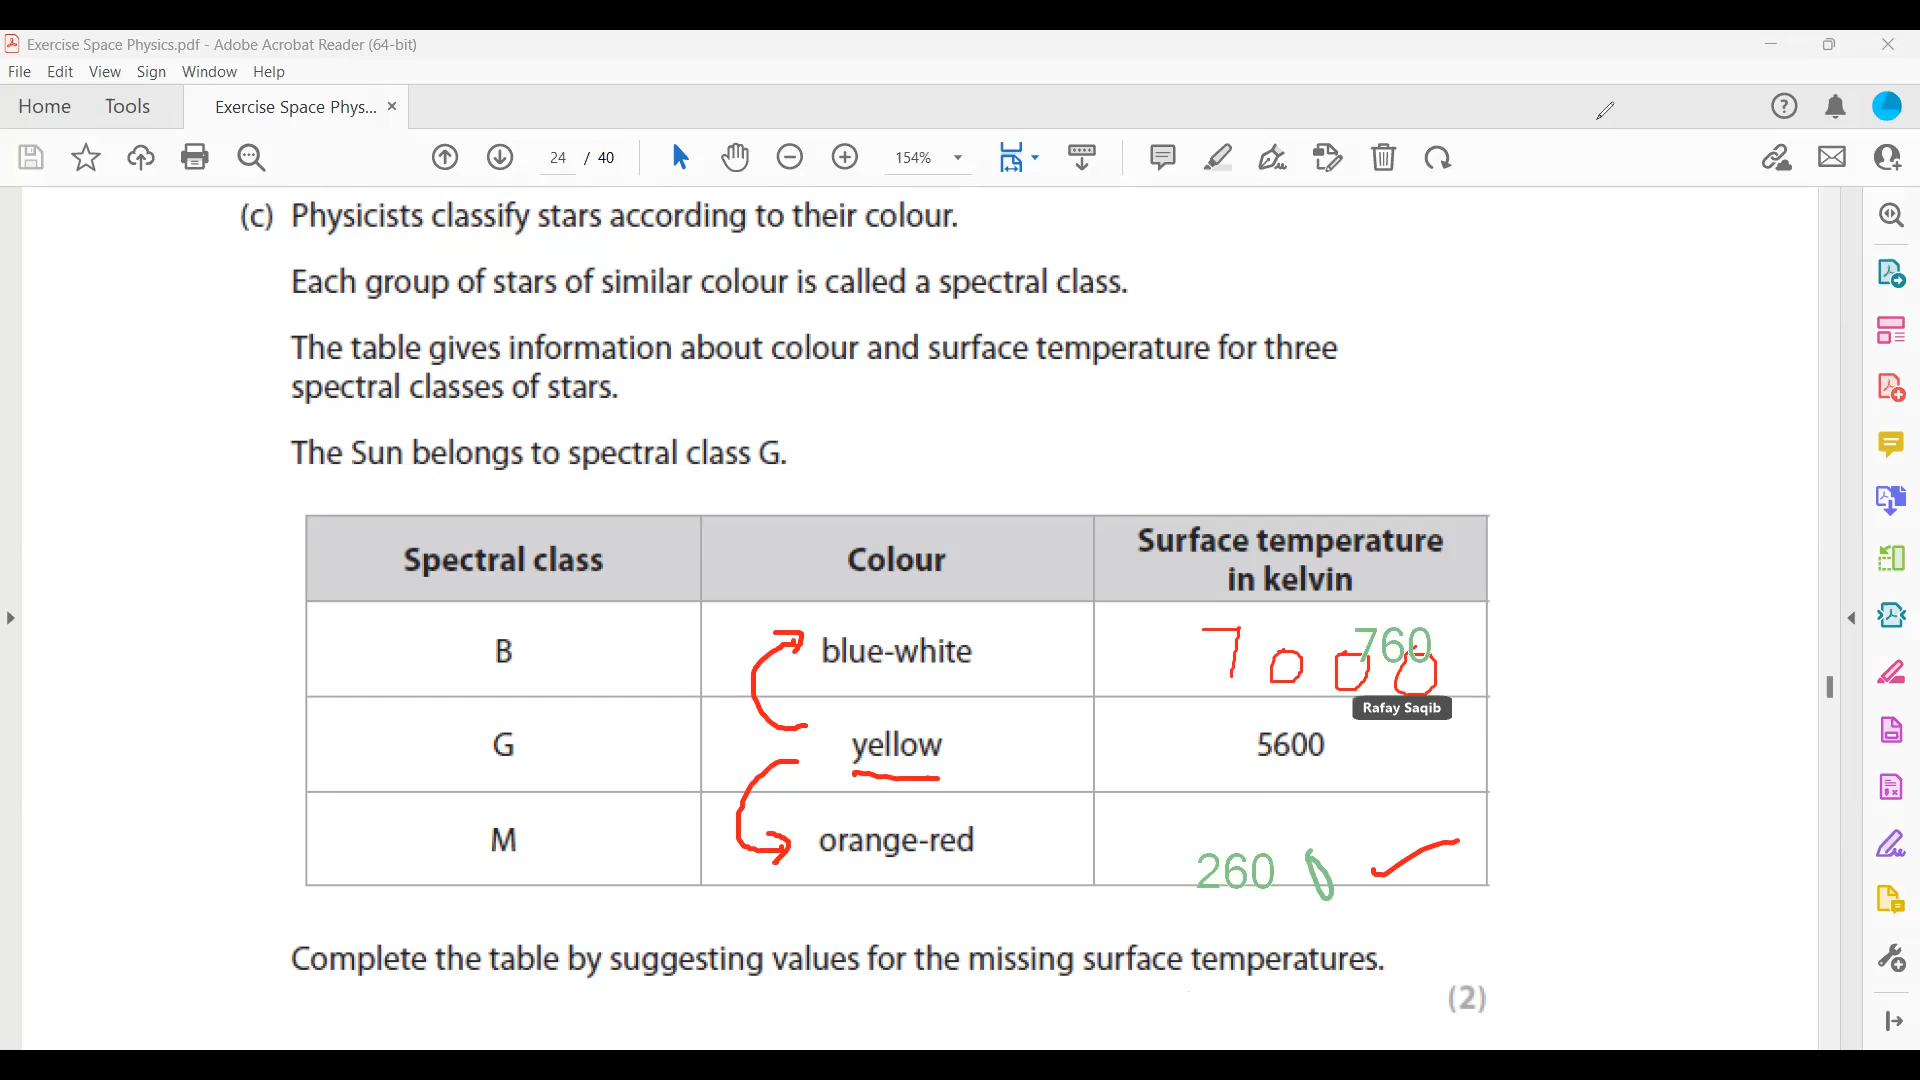 Exercise Space Physics.pdf - Adobe Acrobat Reader (64-bit)
File Edit View Sign Window Help
Home Tools Exercise Space Phys... ×
24 / 40 154%
(c) Physicists classify stars according to their colour.
Each group of stars of similar colour is called a spectral class.
The table gives information about colour and surface temperature for three
spectral classes of stars.
The Sun belongs to spectral class G.
Spectral class Colour Surface temperature
in kelvin
B blue-white 7000 760
Rafay Saqib
G yellow 5600
M orange-red 2600
Complete the table by suggesting values for the missing surface temperatures.
(2)